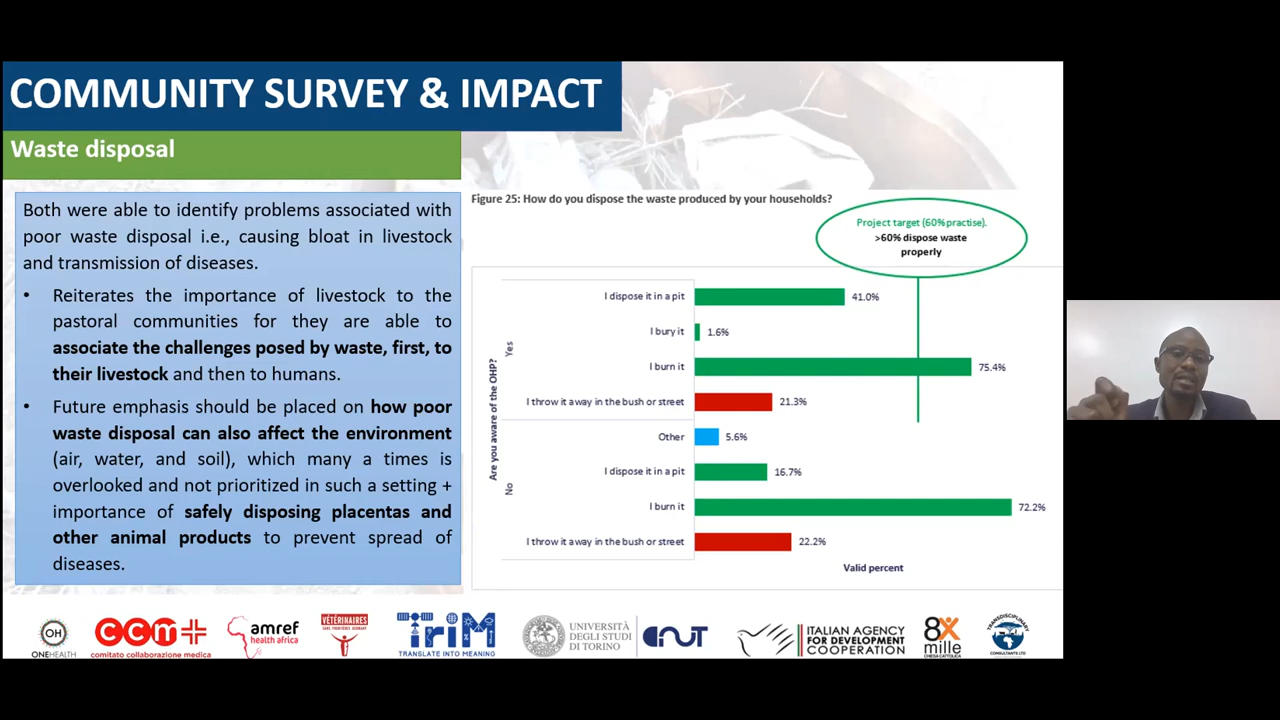 COMMUNITY SURVEY & IMPACT
Waste disposal
Both were able to identify problems associated with
poor waste disposal i.e., causing bloat in livestock
and transmission of diseases.
• Reiterates the importance of livestock to the
pastoral communities for they are able to
associate the challenges posed by waste, first, to
their livestock and then to humans.
• Future emphasis should be placed on how poor
waste disposal can also affect the environment
(air, water, and soil), which many a times is
overlooked and not prioritized in such a setting +
importance of safely disposing placentas and
other animal products to prevent spread of
diseases.
Figure 25: How do you dispose the waste produced by your households?
Project target (60% practise).
>60% dispose waste
properly
Are you aware of the OHP?
Yes
I dispose it in a pit 41.0%
I bury it 1.6%
I burn it 75.4%
I throw it away in the bush or street 21.3%
No
Other 5.6%
I dispose it in a pit 16.7%
I burn it 72.2%
I throw it away in the bush or street 22.2%
Valid percent
OH
ONEHEALTH
ccm
comitato collaborazione medica
amref
health africa
VÉTÉRINAIRES
SANS FRONTIÈRES GERMANY
TriM
TRANSLATE INTO MEANING
UNIVERSITÀ
DEGLI STUDI
DI TORINO
ITALIAN AGENCY
FOR DEVELOPMENT
COOPERATION
8X
mille
CHIESA CATTOLICA
TRANSDISCIPLINARY
CONSULTANTS LTD